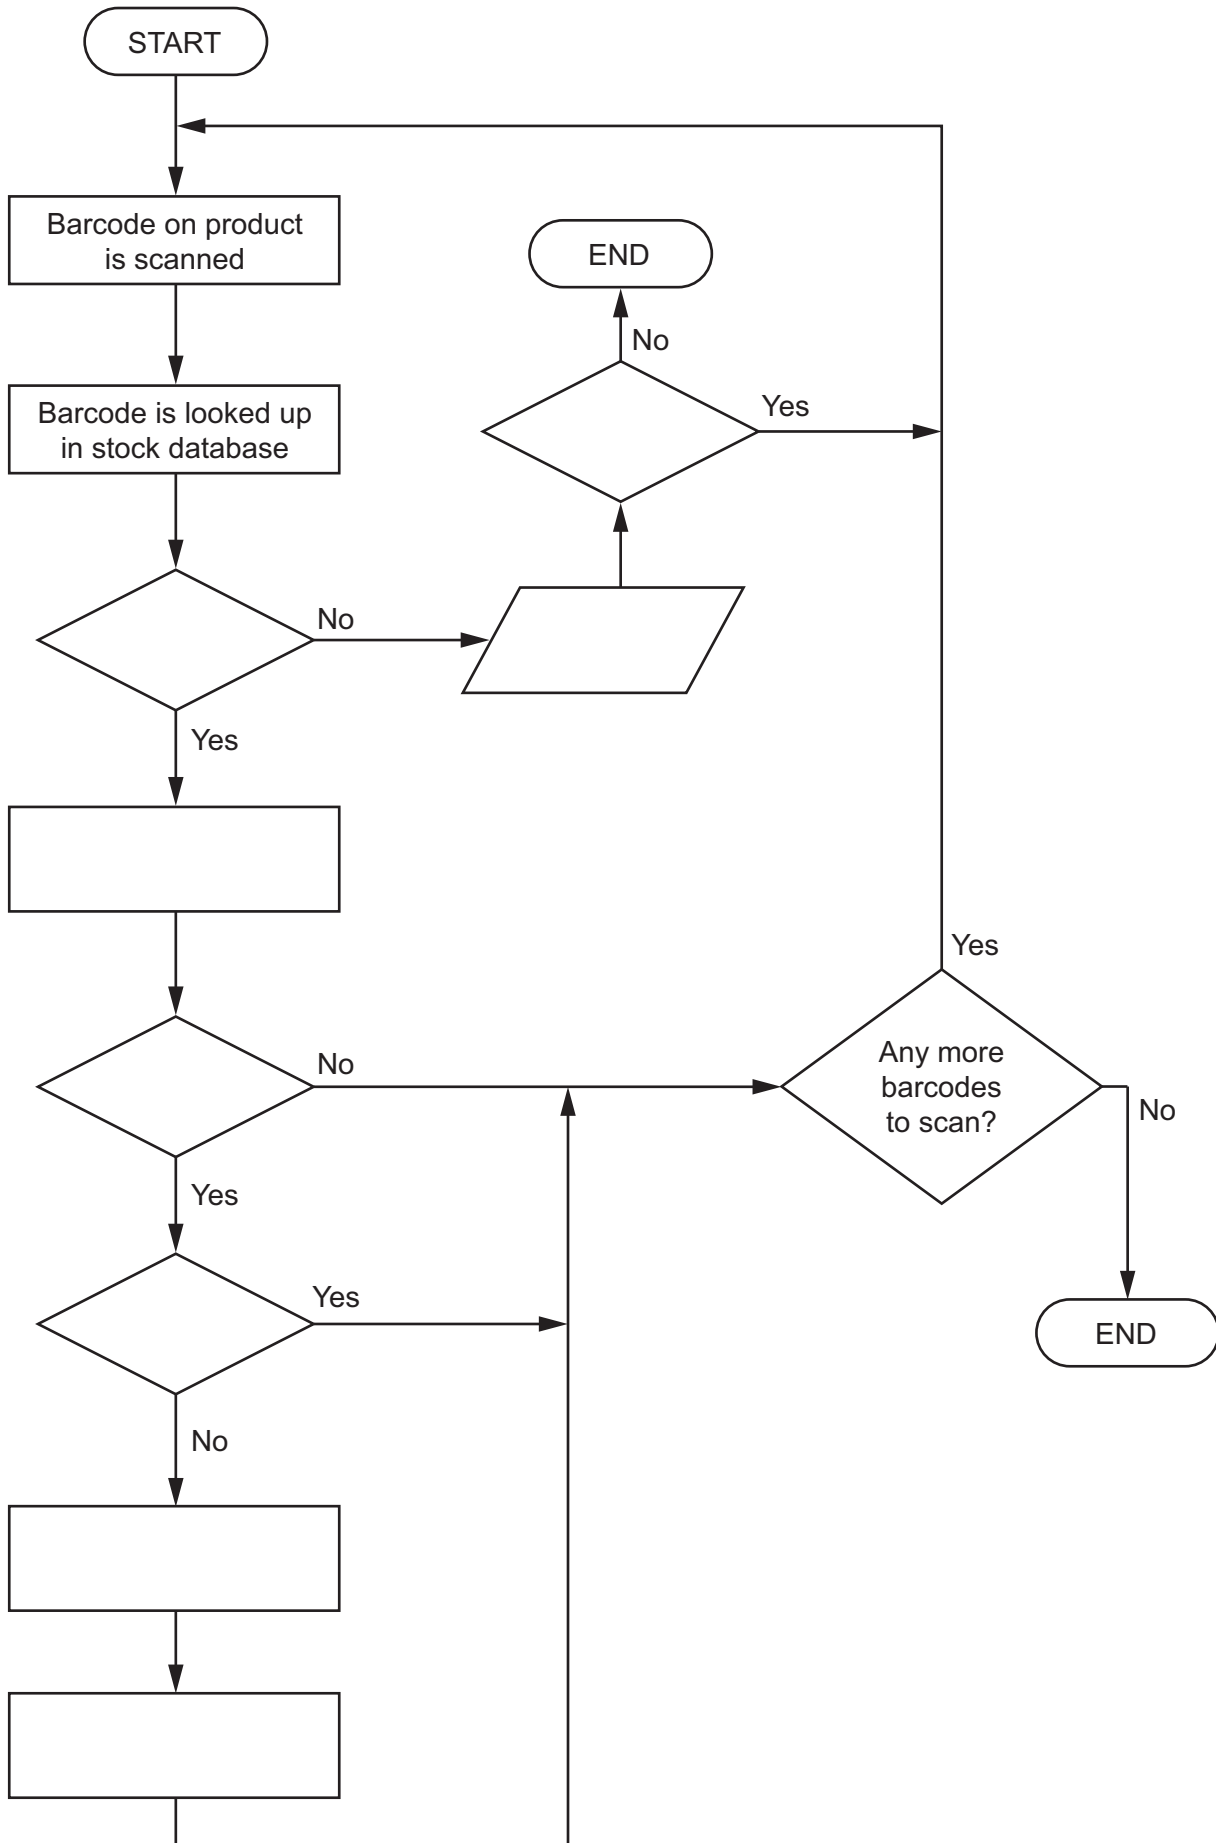 START
Barcode on product
is scanned
END
No
Barcode is looked up
in stock database
Yes
No
Yes
Yes
No
Any more
barcodes
to scan?
No
Yes
Yes
END
No